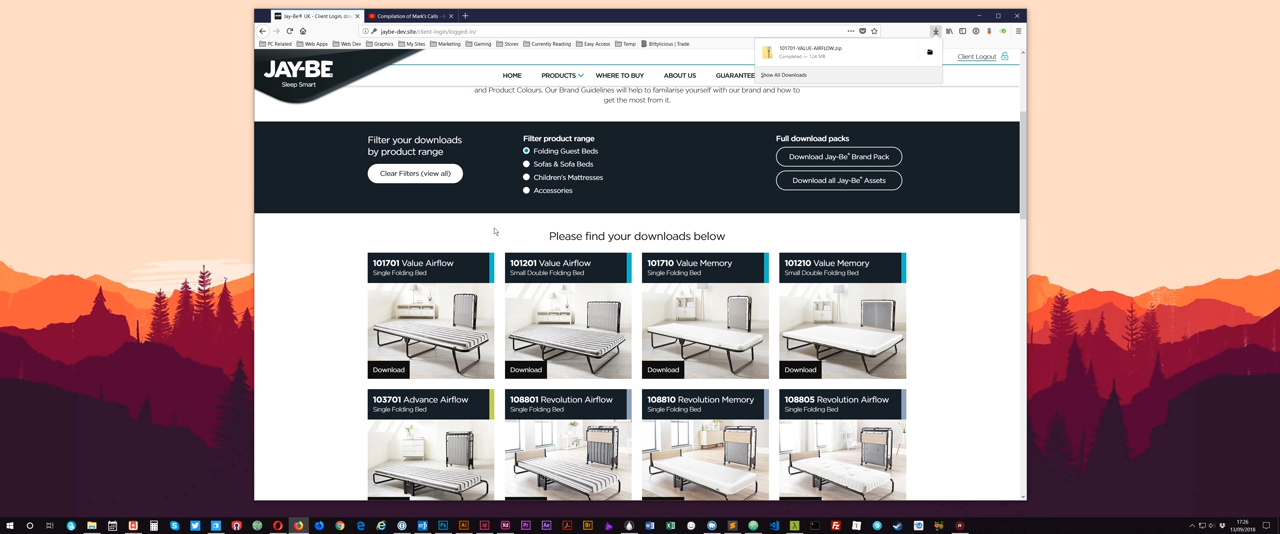 Jay-Be® UK - Client Login, dow
Compilation of Mark's Calls - A
jaybe-dev.site/client-login/logged-in/
PC Related
Web Apps
Web Dev
Graphics
My Sites
Marketing
Gaming
Stores
Currently Reading
Easy Access
Temp
Bittylicious | Trade
101701-VALUE-AIRFLOW.zip
Completed — 124 MB
Show All Downloads
JAY-BE
Sleep Smart
Client Logout
HOME
PRODUCTS
WHERE TO BUY
ABOUT US
GUARANTEE
and Product Colours. Our Brand Guidelines will help to familarise yourself with our brand and how to
get the most from it.
Filter your downloads
by product range
Clear Filters (view all)
Filter product range
Folding Guest Beds
Sofas & Sofa Beds
Children's Mattresses
Accessories
Full download packs
Download Jay-Be® Brand Pack
Download all Jay-Be® Assets
Please find your downloads below
101701 Value Airflow
Single Folding Bed
Download
101201 Value Airflow
Small Double Folding Bed
Download
101710 Value Memory
Single Folding Bed
Download
101210 Value Memory
Small Double Folding Bed
Download
103701 Advance Airflow
Single Folding Bed
108801 Revolution Airflow
Single Folding Bed
108810 Revolution Memory
Single Folding Bed
108805 Revolution Airflow
Single Folding Bed
17:26
13/09/2018